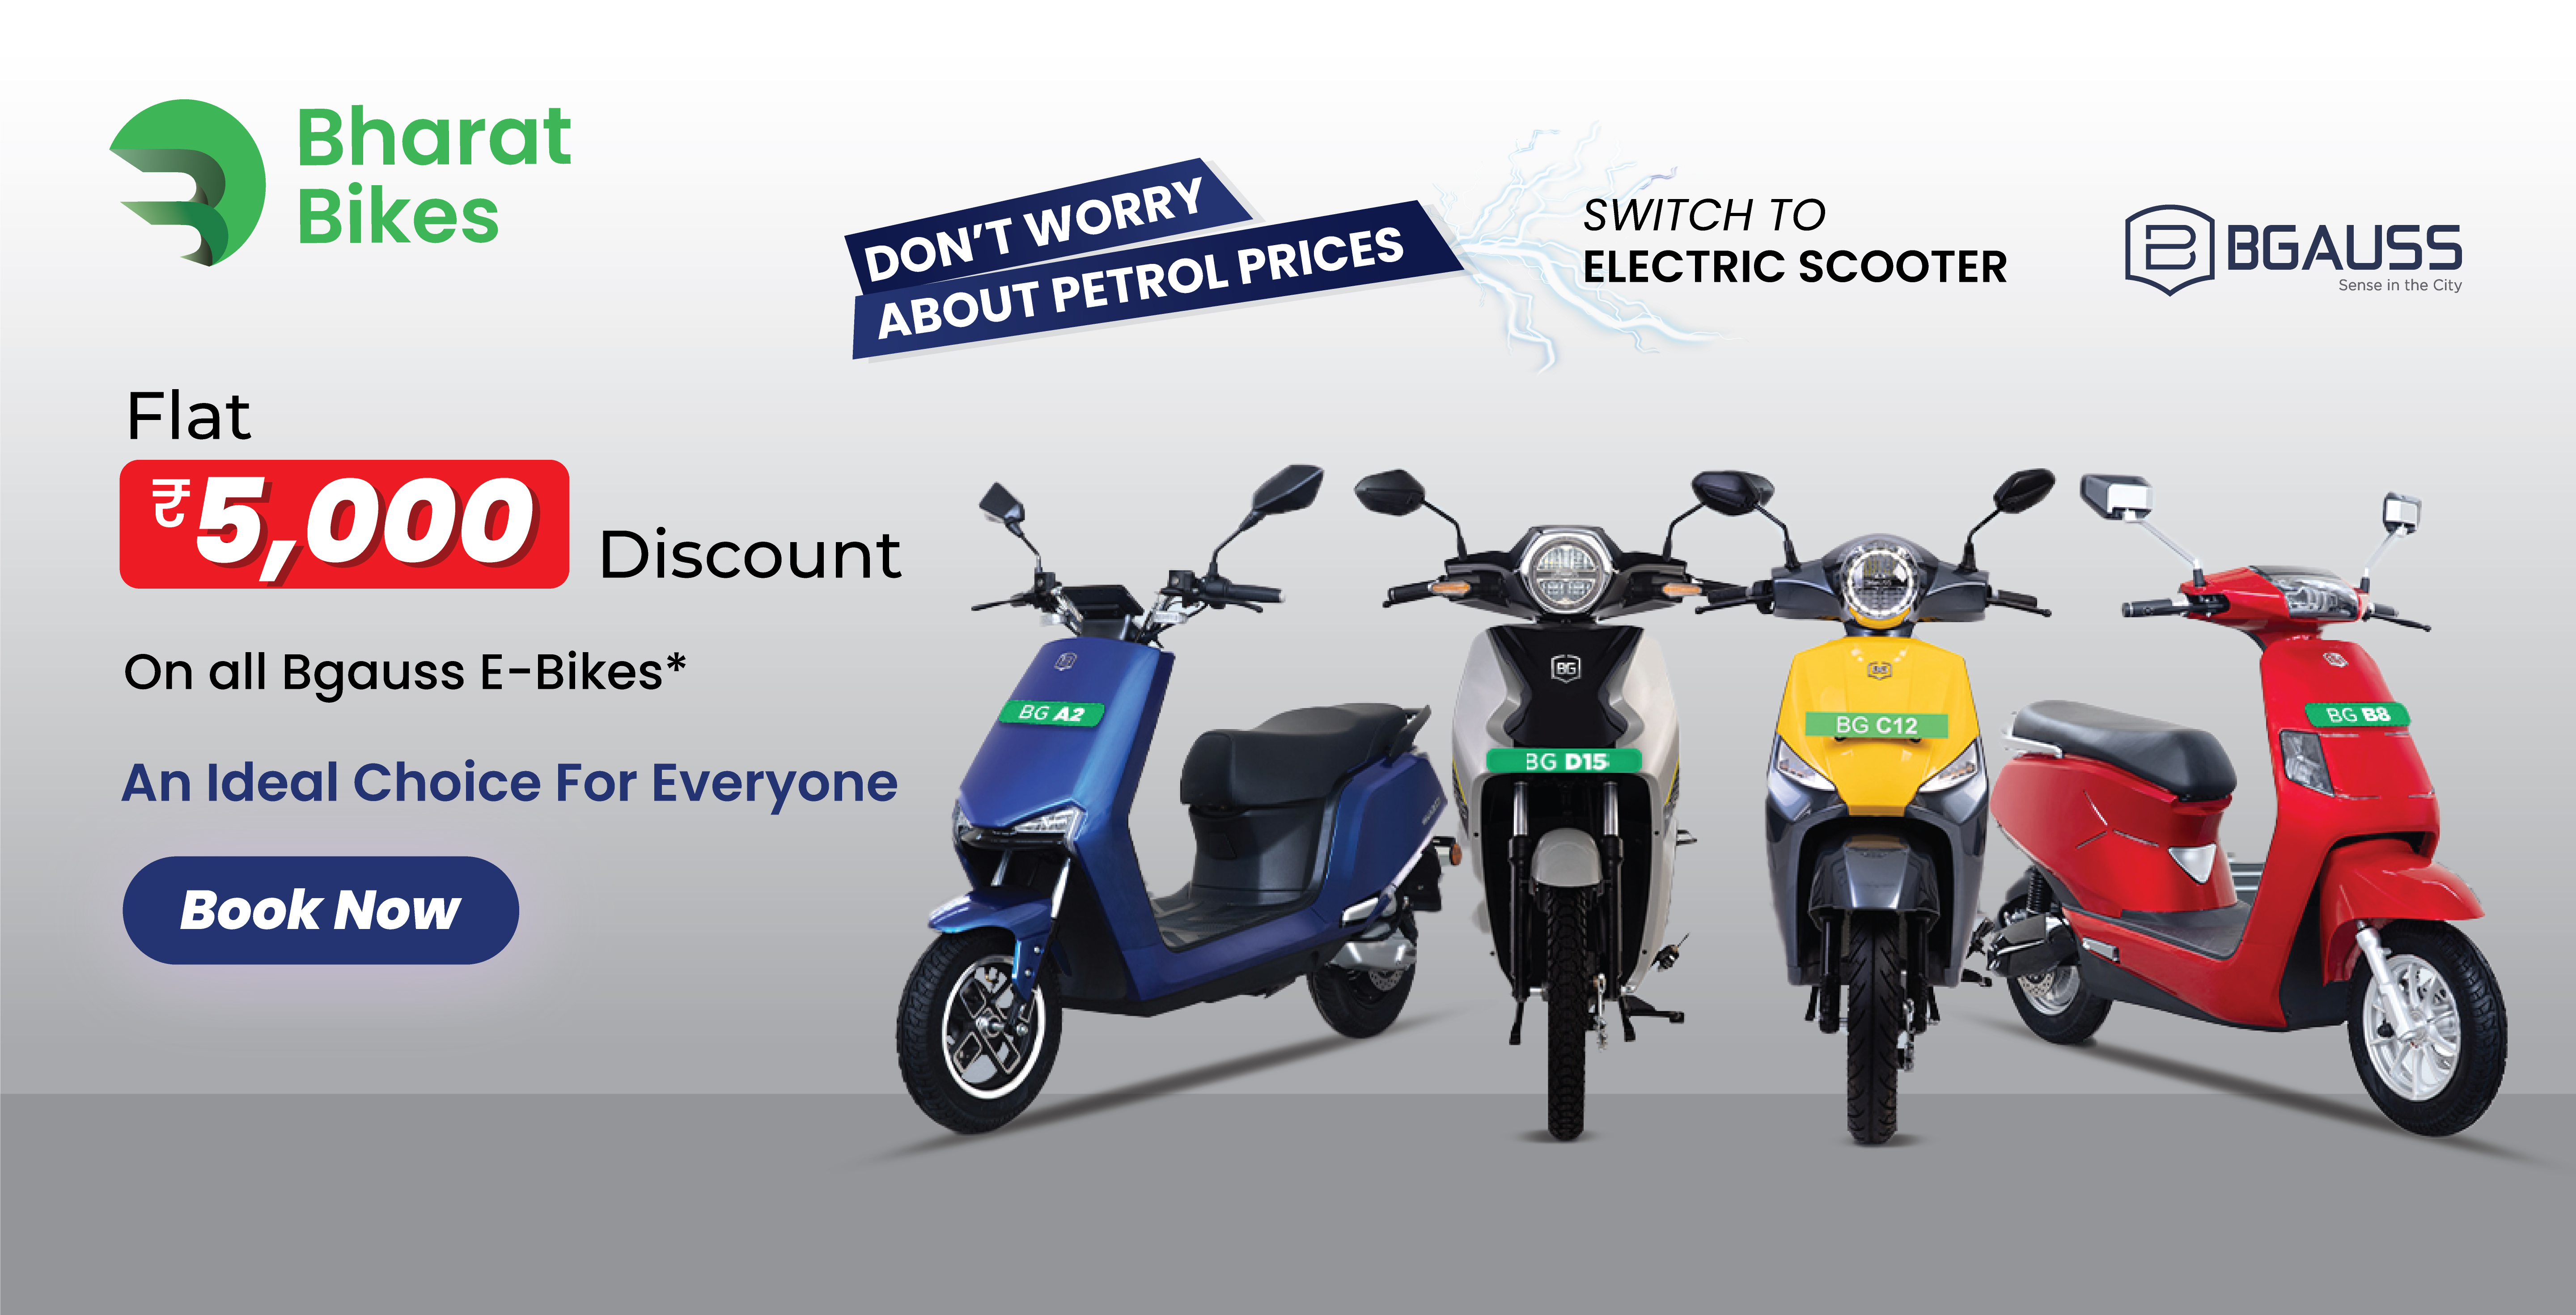 Bharat
Bikes
DON'T WORRY
ABOUT PETROL PRICES
SWITCH TO
ELECTRIC SCOOTER
BGAUSS
Sense in the City
Flat
₹5,000 Discount
On all Bgauss E-Bikes*
An Ideal Choice For Everyone
Book Now
BG A2
BG
BG D15
BG C12
BG B8